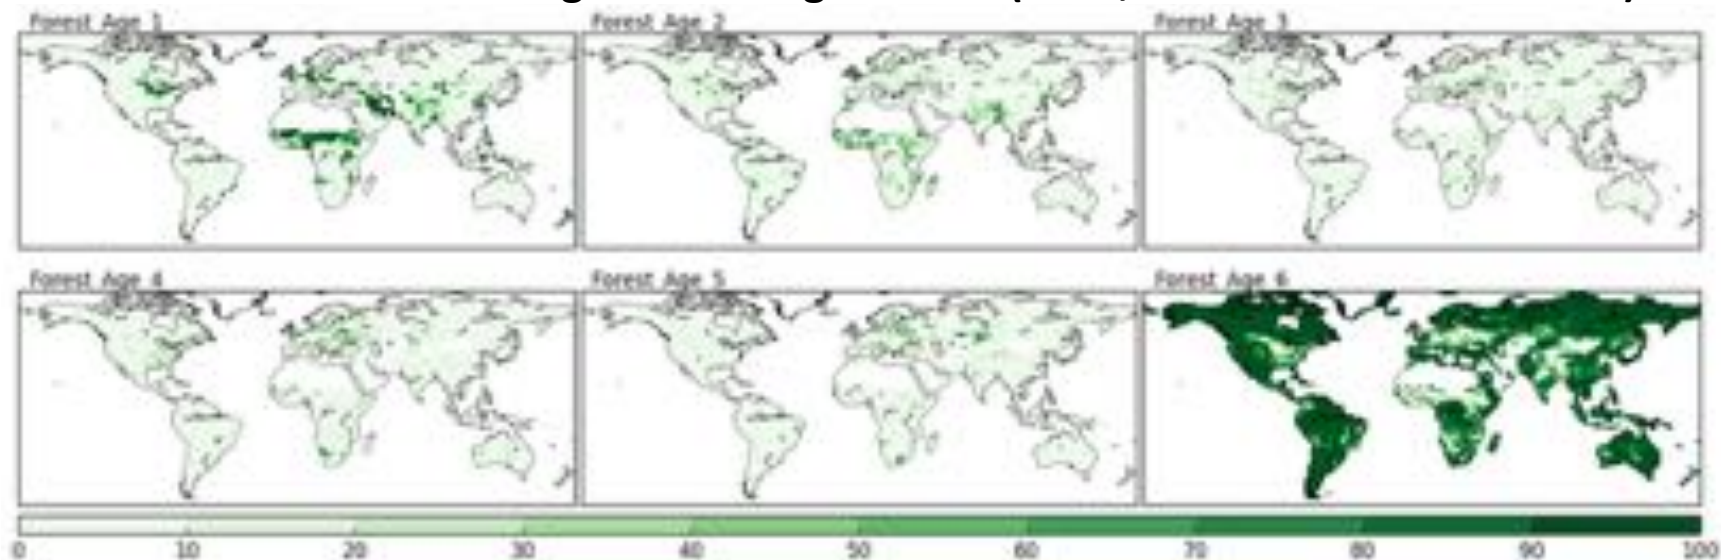 Forest Age 1
Forest Age 2
Forest Age 3
Forest Age 4
Forest Age 5
Forest Age 6
0 10 20 30 40 50 60 70 80 90 100